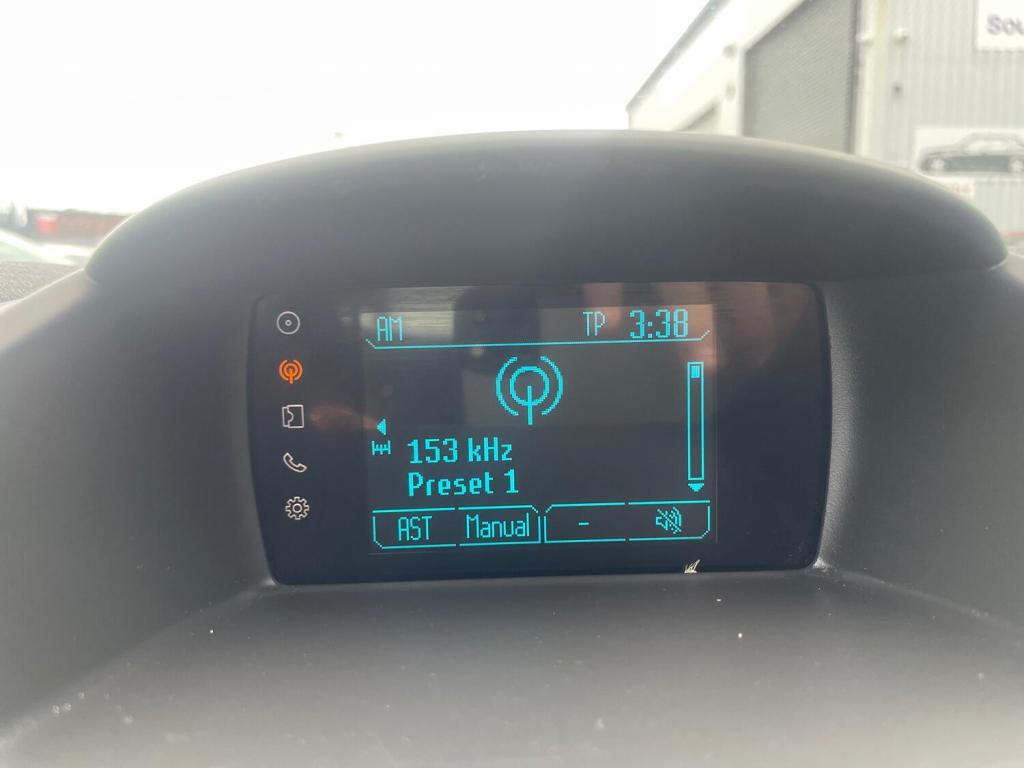 AM TP 3:38
153 kHz
Preset 1
AST Manual -